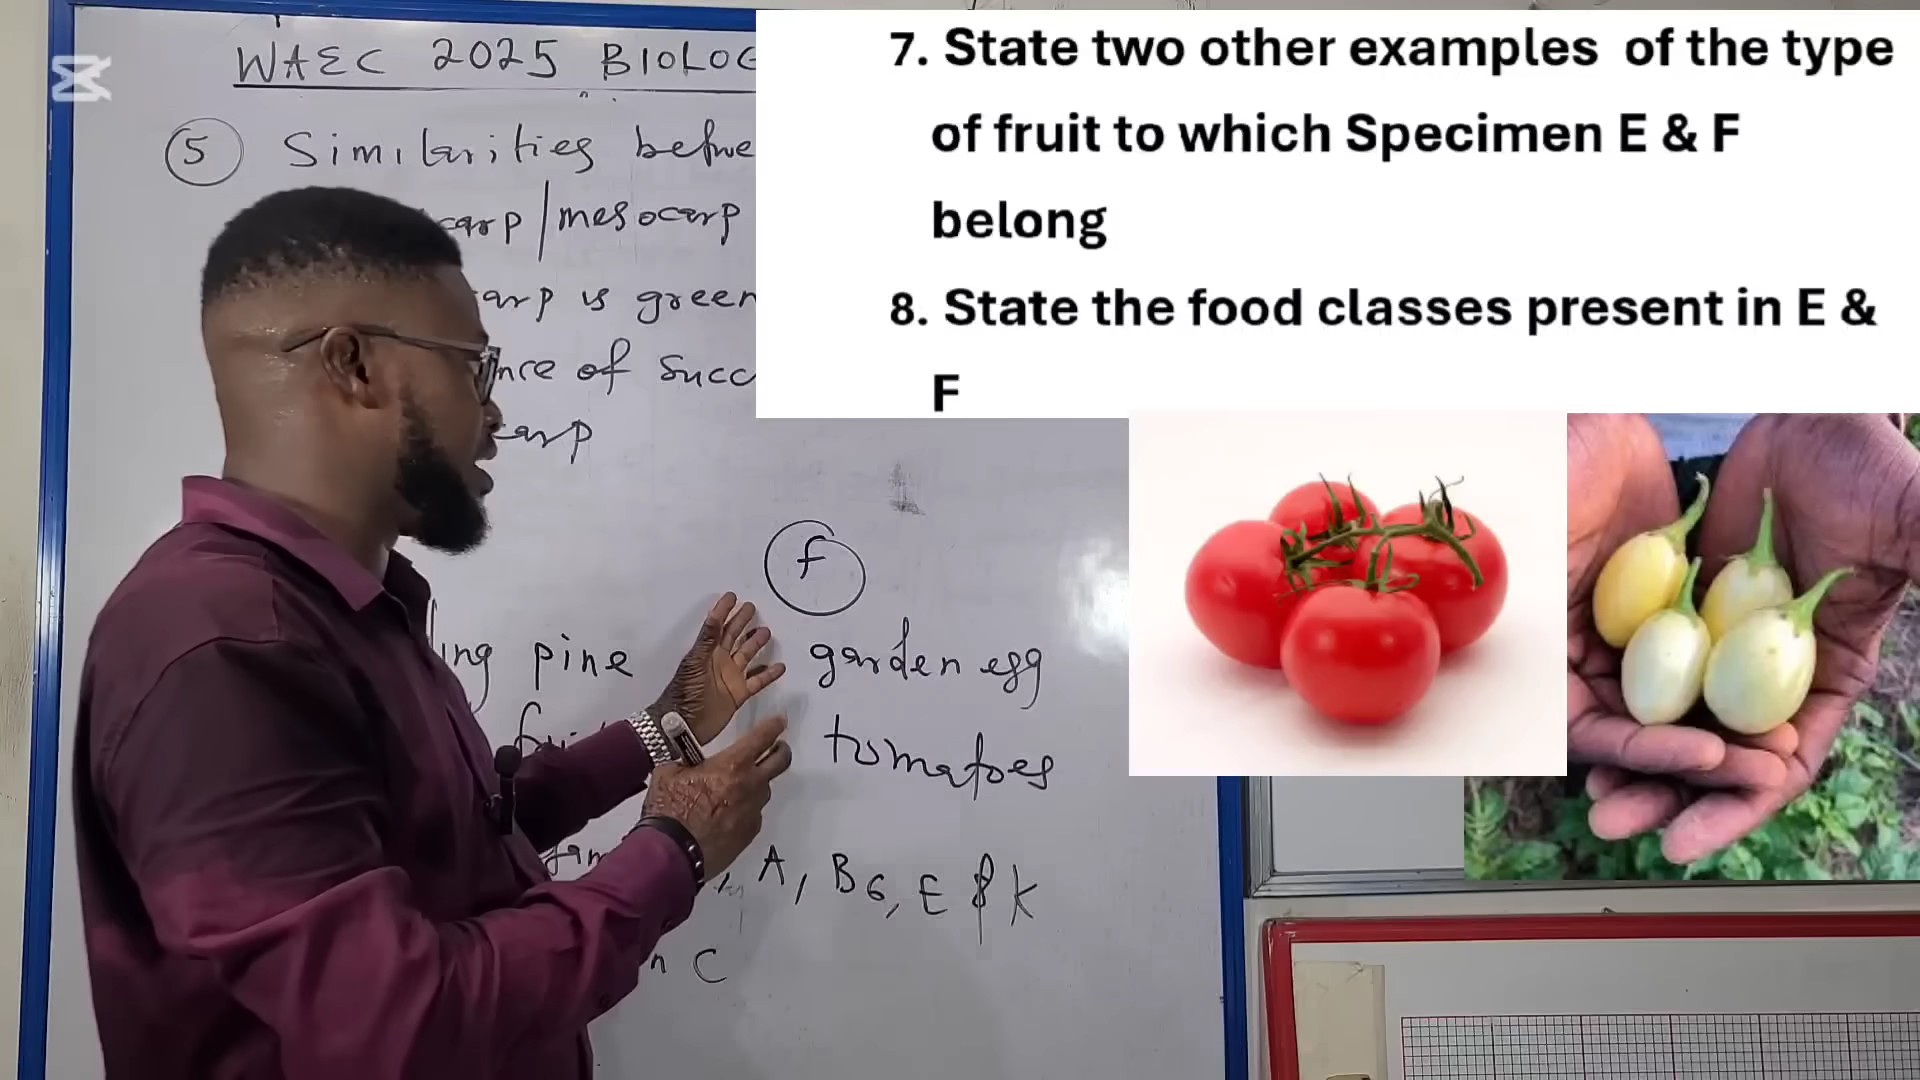 WAEC 2025 BIOLOG
5 Similarities betwe
carp/mesocarp
carp is green
nce of succ
carp
f
ing pine garden egg
tomatoes
, A, B6, E & K
n C
7. State two other examples of the type
of fruit to which Specimen E & F
belong
8. State the food classes present in E &
F